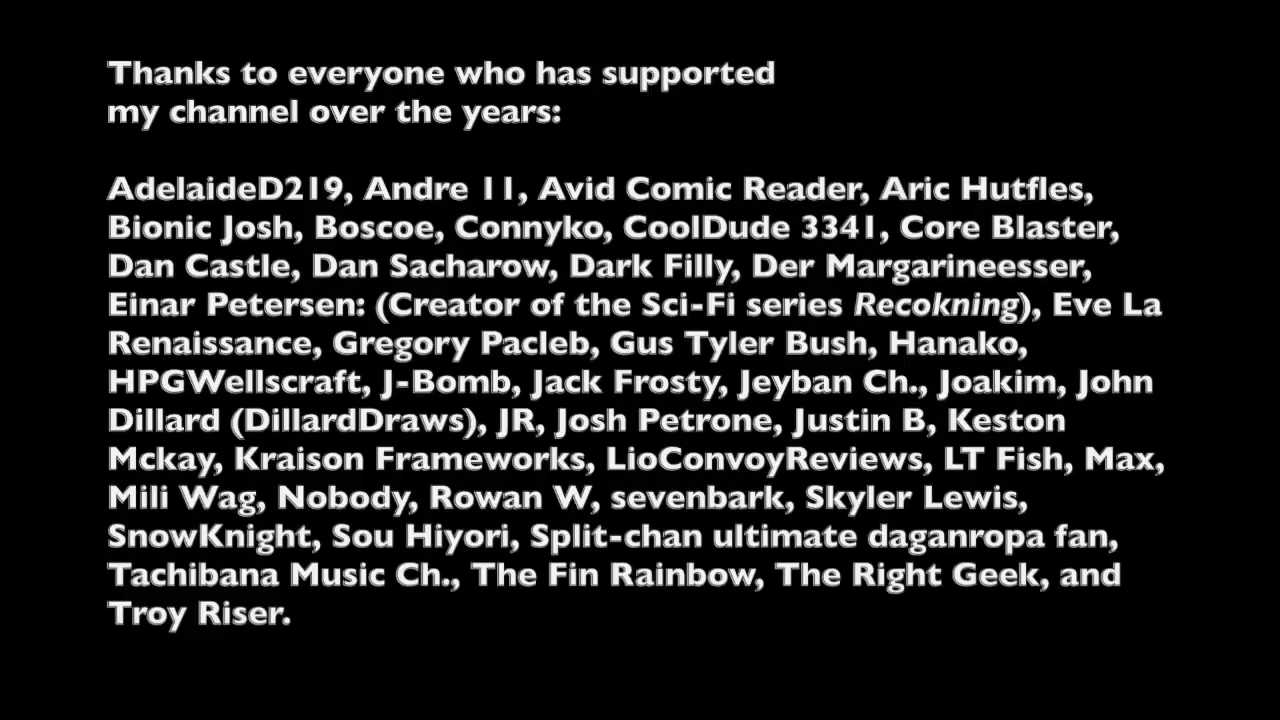 Thanks to everyone who has supported
my channel over the years:
AdelaideD219, Andre 11, Avid Comic Reader, Aric Hutfles,
Bionic Josh, Boscoe, Connyko, CoolDude 3341, Core Blaster,
Dan Castle, Dan Sacharow, Dark Filly, Der Margarineesser,
Einar Petersen: (Creator of the Sci-Fi series Recokning), Eve La
Renaissance, Gregory Pacleb, Gus Tyler Bush, Hanako,
HPGWellscraft, J-Bomb, Jack Frosty, Jeyban Ch., Joakim, John
Dillard (DillardDraws), JR, Josh Petrone, Justin B, Keston
Mckay, Kraison Frameworks, LioConvoyReviews, LT Fish, Max,
Mili Wag, Nobody, Rowan W, sevenbark, Skyler Lewis,
SnowKnight, Sou Hiyori, Split-chan ultimate daganropa fan,
Tachibana Music Ch., The Fin Rainbow, The Right Geek, and
Troy Riser.